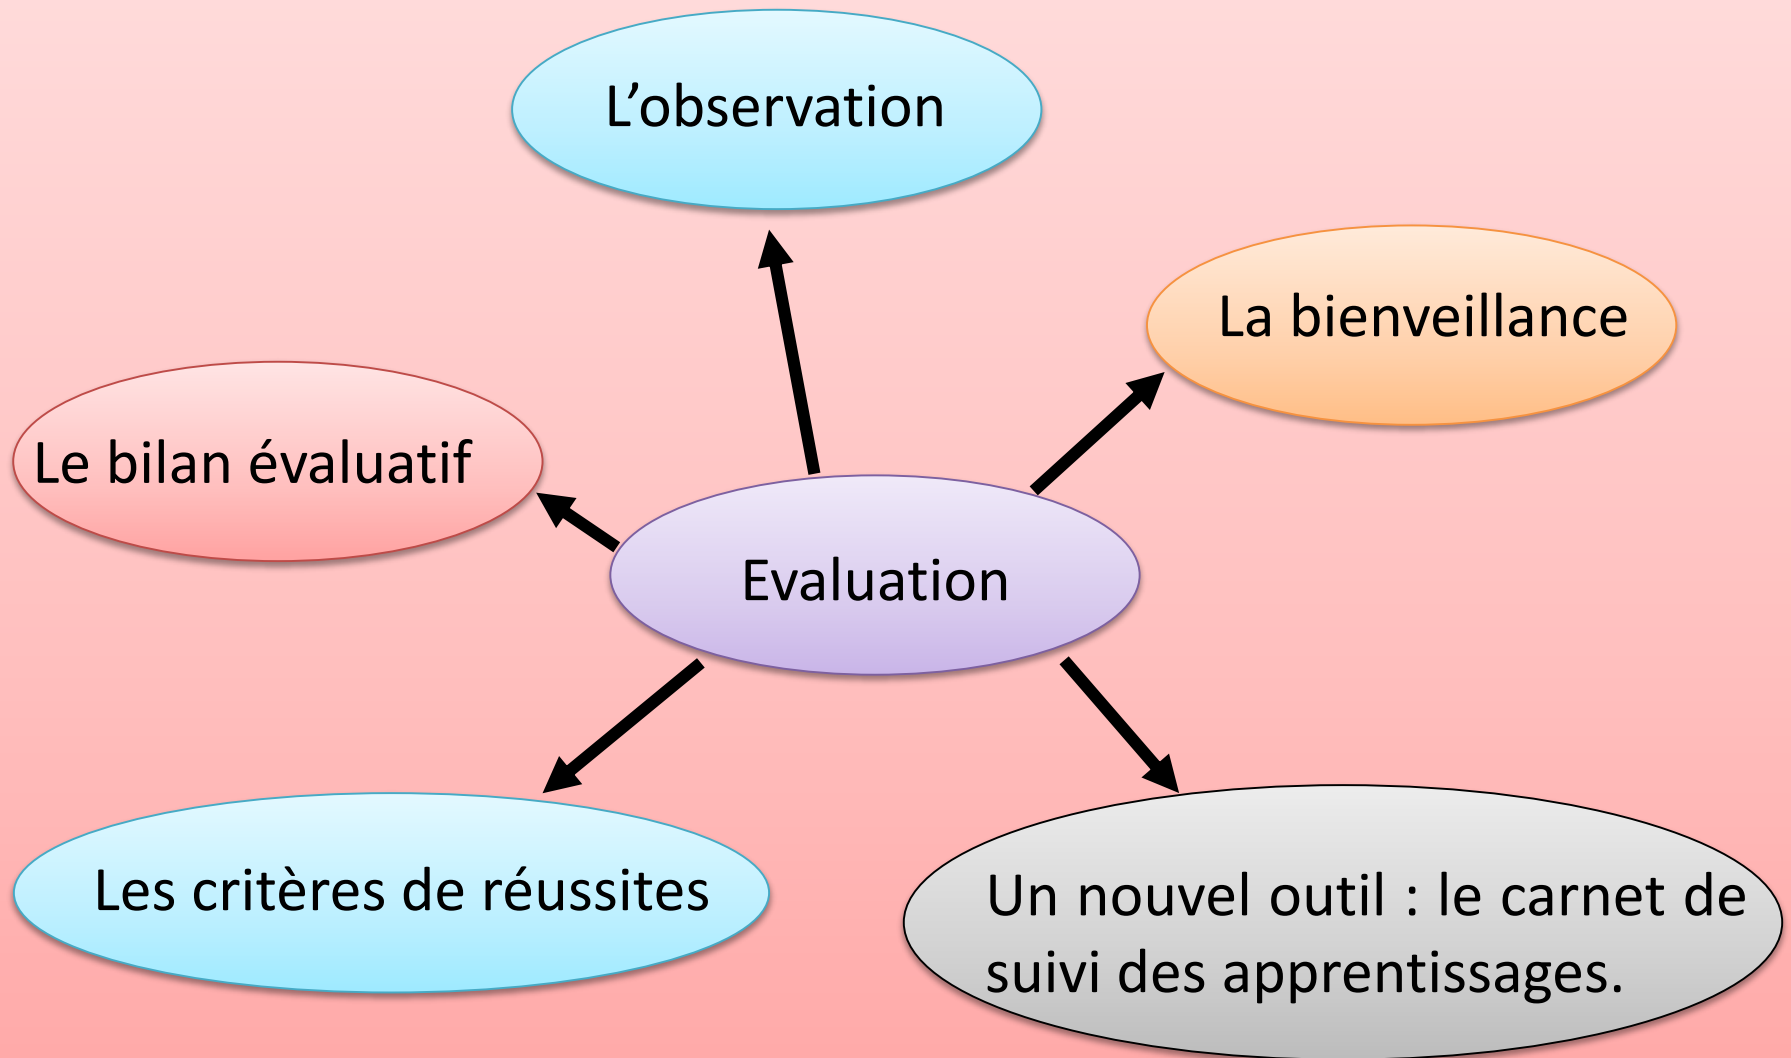 L’observation
La bienveillance
Le bilan évaluatif
Evaluation
Les critères de réussites
Un nouvel outil : le carnet de
suivi des apprentissages.